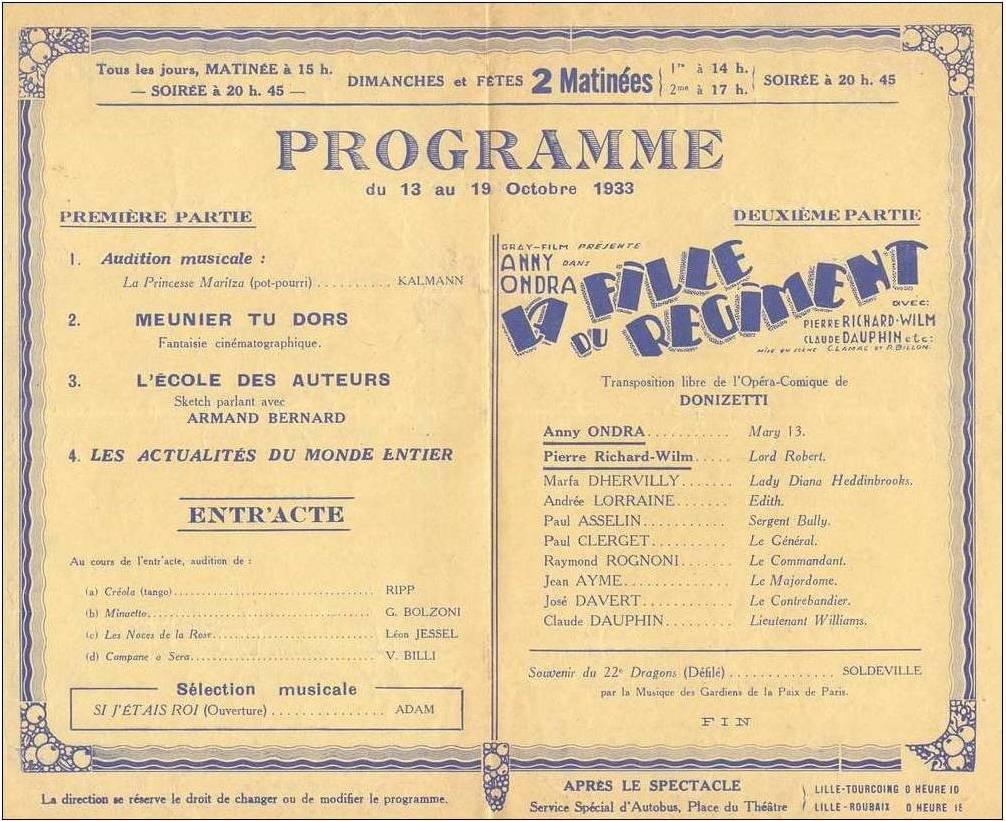 Tous les jours, MATINÉE à 15 h.
— SOIRÉE à 20 h. 45 —
DIMANCHES et FÊTES 2 Matinées
1re à 14 h.
2me à 17 h.
SOIRÉE à 20 h. 45
PROGRAMME
du 13 au 19 Octobre 1933
PREMIÈRE PARTIE
1. Audition musicale :
La Princesse Maritza (pot-pourri) .......... KALMANN
2. MEUNIER TU DORS
Fantaisie cinématographique.
3. L'ÉCOLE DES AUTEURS
Sketch parlant avec
ARMAND BERNARD
4. LES ACTUALITÉS DU MONDE ENTIER
ENTR'ACTE
Au cours de l'entr'acte, audition de :
(a) Créola (tango)........ RIPP
(b) Minuetto........ G. BOLZONI
(c) Les Noces de la Rose........ Léon JESSEL
(d) Campane a Sera........ V. BILLI
Sélection musicale
SI J'ÉTAIS ROI (Ouverture) ............... ADAM
DEUXIÈME PARTIE
GRAY-FILM PRÉSENTE
ANNY ONDRA DANS
LA FILLE DU REGIMENT
AVEC:
PIERRE RICHARD-WILM
CLAUDE DAUPHIN etc:
MISE EN SCÈNE C. LAMAC ET P. BILLON.
Transposition libre de l'Opéra-Comique de
DONIZETTI
Anny ONDRA........... Mary 13.
Pierre Richard-Wilm..... Lord Robert.
Marfa DHERVILLY....... Lady Diana Heddinbrooks.
Andrée LORRAINE....... Edith.
Paul ASSELIN.......... Sergent Bully.
Paul CLERGET......... Le Général.
Raymond ROGNONI...... Le Commandant.
Jean AYME............ Le Majordome.
José DAVERT.......... Le Contrebandier.
Claude DAUPHIN....... Lieutenant Williams.
Souvenir du 22e Dragons (Défilé) .............. SOLDEVILLE
par la Musique des Gardiens de la Paix de Paris.
FIN
La direction se réserve le droit de changer ou de modifier le programme.
APRÈS LE SPECTACLE
Service Spécial d'Autobus, Place du Théâtre
LILLE-TOURCOING 0 HEURE 10
LILLE-ROUBAIX 0 HEURE 15